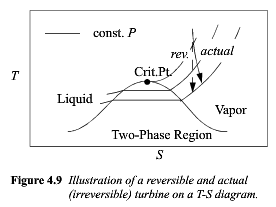 const. P
rev.
actual
T
Crit.Pt.
Liquid
Vapor
Two-Phase Region
S
Figure 4.9 Illustration of a reversible and actual
(irreversible) turbine on a T-S diagram.